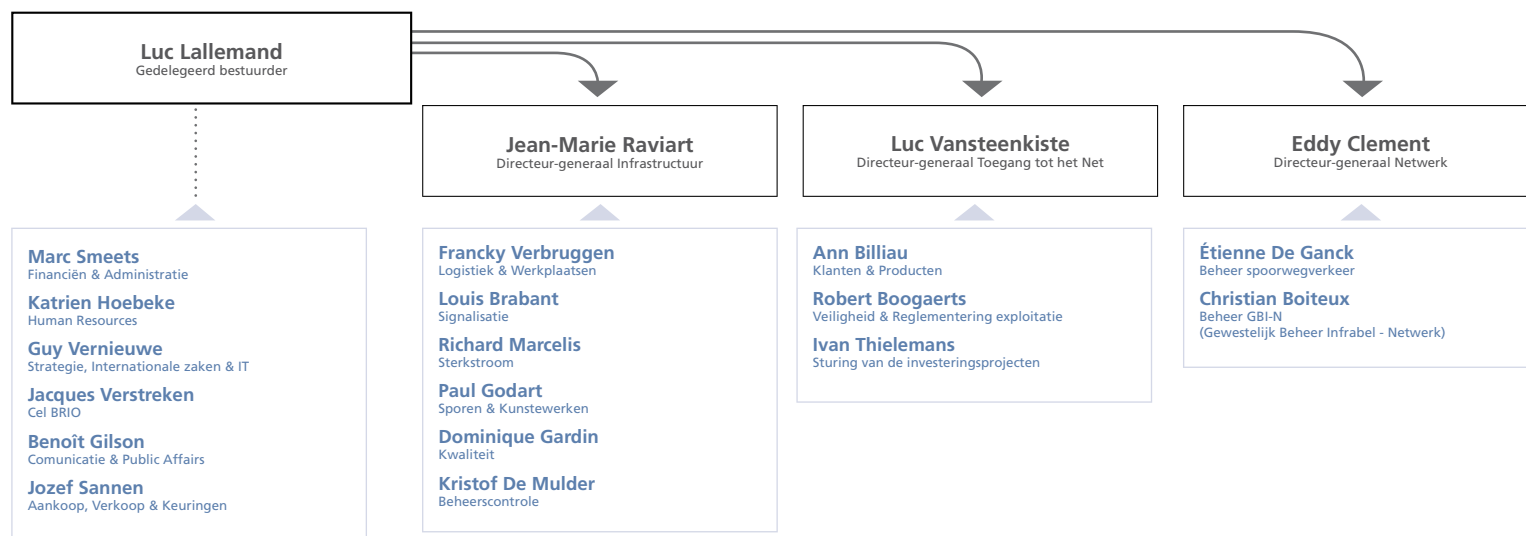 Luc Lallemand
Gedelegeerd bestuurder
Jean-Marie Raviart
Directeur-generaal Infrastructuur
Luc Vansteenkiste
Directeur-generaal Toegang tot het Net
Eddy Clement
Directeur-generaal Netwerk
Marc Smeets
Financiën & Administratie
Katrien Hoebeke
Human Resources
Guy Vernieuwe
Strategie, Internationale zaken & IT
Jacques Verstreken
Cel BRIO
Benoît Gilson
Comunicatie & Public Affairs
Jozef Sannen
Aankoop, Verkoop & Keuringen
Francky Verbruggen
Logistiek & Werkplaatsen
Louis Brabant
Signalisatie
Richard Marcelis
Sterkstroom
Paul Godart
Sporen & Kunstewerken
Dominique Gardin
Kwaliteit
Kristof De Mulder
Beheerscontrole
Ann Billiau
Klanten & Producten
Robert Boogaerts
Veiligheid & Reglementering exploitatie
Ivan Thielemans
Sturing van de investeringsprojecten
Étienne De Ganck
Beheer spoorwegverkeer
Christian Boiteux
Beheer GBI-N
(Gewestelijk Beheer Infrabel - Netwerk)